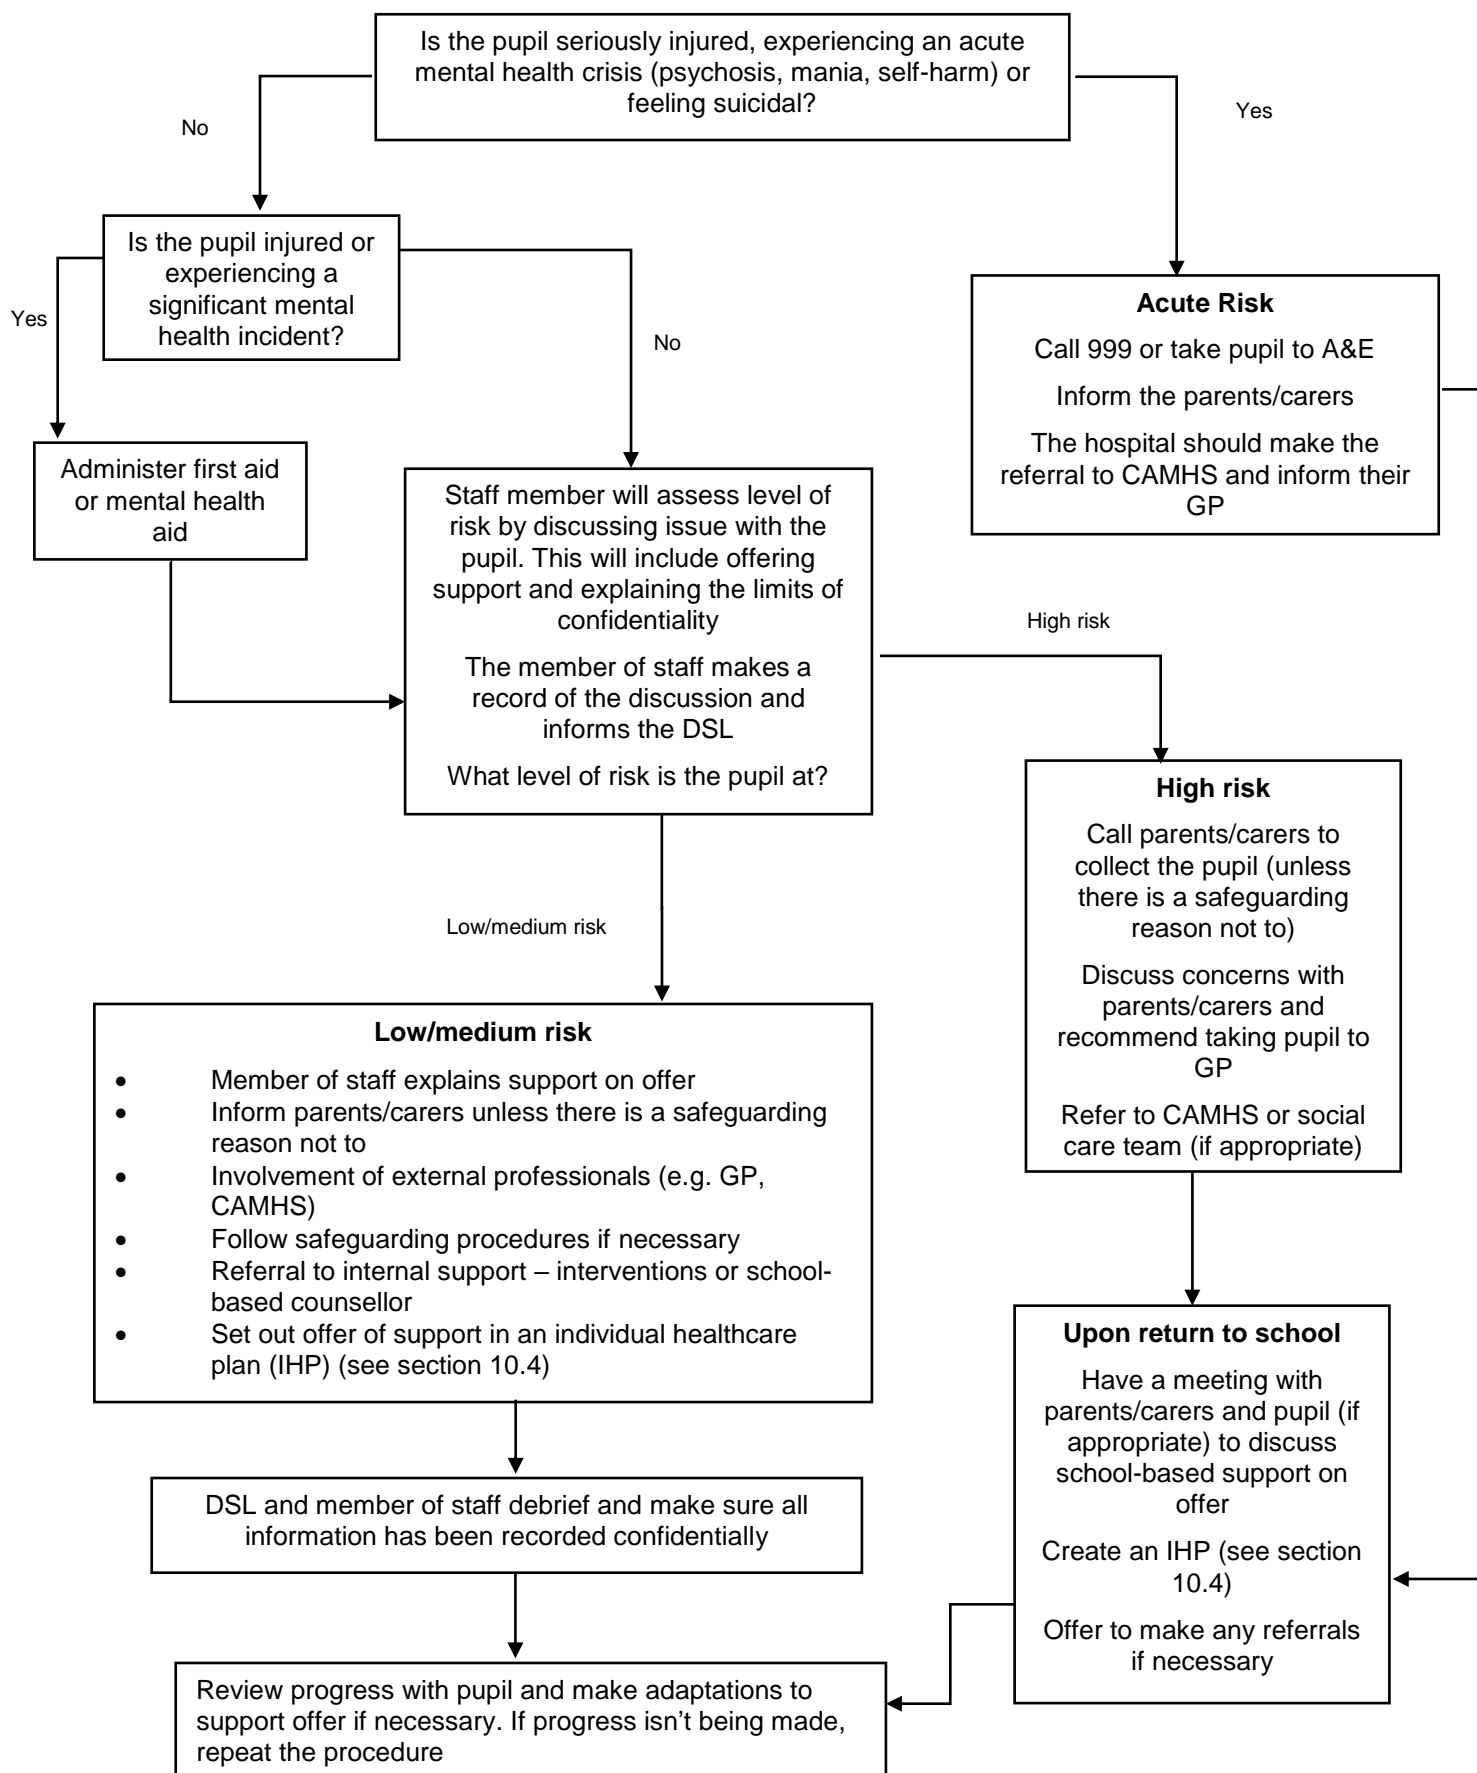 Is the pupil seriously injured, experiencing an acute
mental health crisis (psychosis, mania, self-harm) or
feeling suicidal?
No
Yes
Is the pupil injured or
experiencing a
significant mental
health incident?
Yes
No
Acute Risk
Call 999 or take pupil to A&E
Inform the parents/carers
The hospital should make the
referral to CAMHS and inform their
GP
Administer first aid
or mental health
aid
Staff member will assess level of
risk by discussing issue with the
pupil. This will include offering
support and explaining the limits of
confidentiality
The member of staff makes a
record of the discussion and
informs the DSL
What level of risk is the pupil at?
High risk
Low/medium risk
High risk
Call parents/carers to
collect the pupil (unless
there is a safeguarding
reason not to)
Discuss concerns with
parents/carers and
recommend taking pupil to
GP
Refer to CAMHS or social
care team (if appropriate)
Low/medium risk
• Member of staff explains support on offer
• Inform parents/carers unless there is a safeguarding
reason not to
• Involvement of external professionals (e.g. GP,
CAMHS)
• Follow safeguarding procedures if necessary
• Referral to internal support – interventions or school-
based counsellor
• Set out offer of support in an individual healthcare
plan (IHP) (see section 10.4)
Upon return to school
Have a meeting with
parents/carers and pupil (if
appropriate) to discuss
school-based support on
offer
Create an IHP (see section
10.4)
Offer to make any referrals
if necessary
DSL and member of staff debrief and make sure all
information has been recorded confidentially
Review progress with pupil and make adaptations to
support offer if necessary. If progress isn't being made,
repeat the procedure